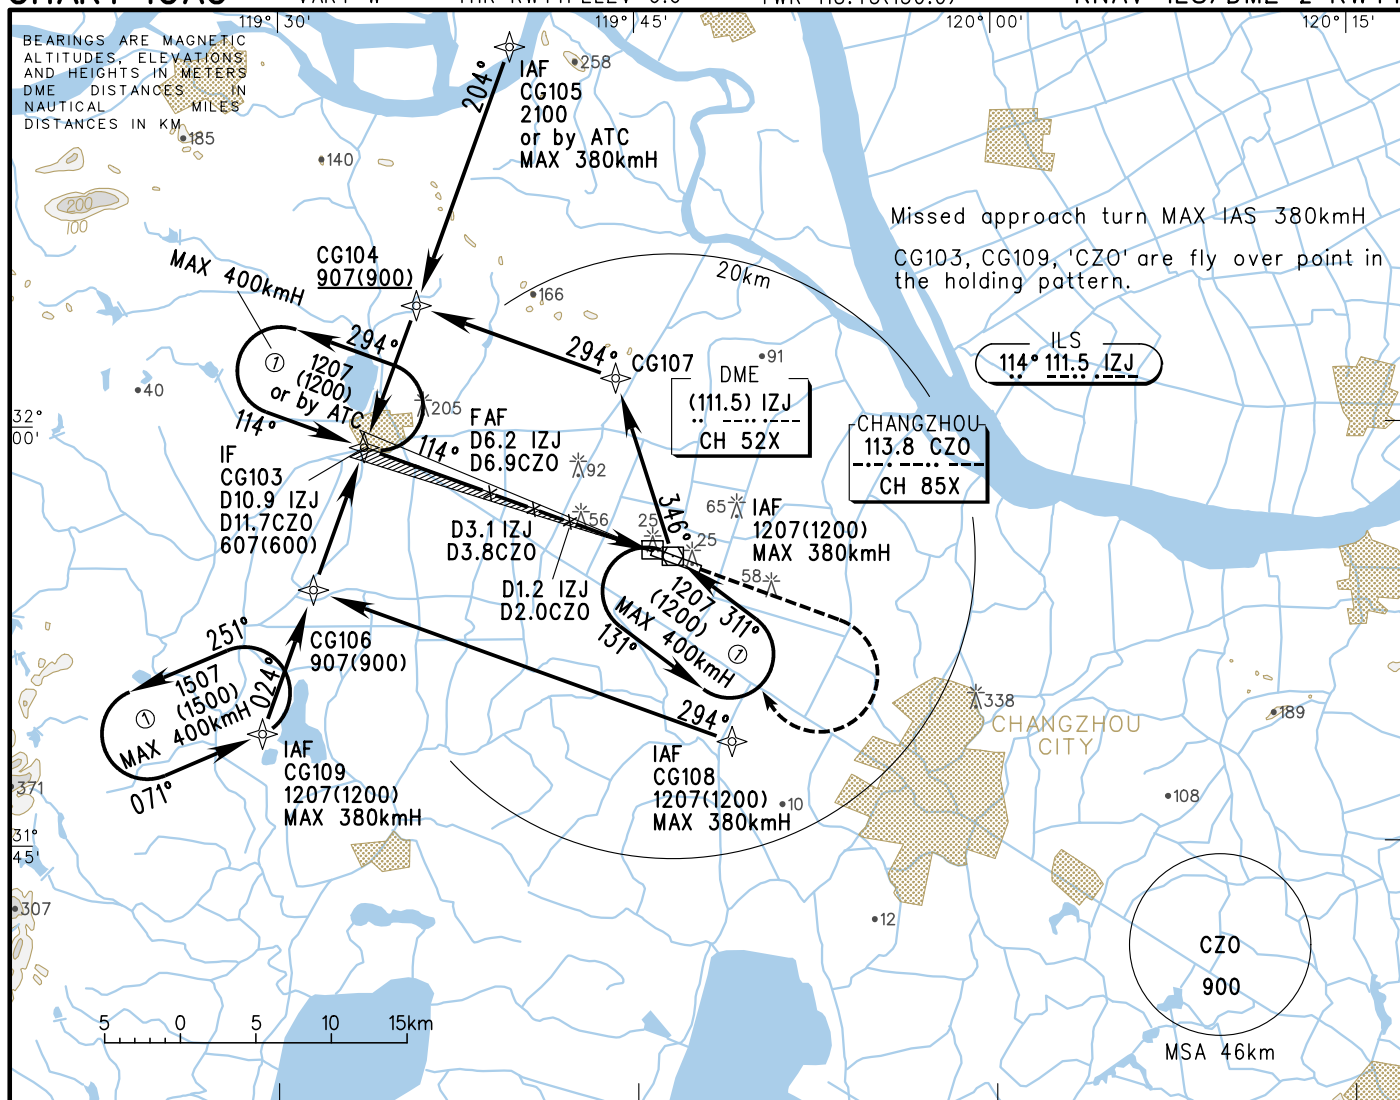 119° 30'
119° 45'
120° 00'
120° 15'
BEARINGS ARE MAGNETIC
ALTITUDES, ELEVATIONS
AND HEIGHTS IN METERS
DME DISTANCES IN
NAUTICAL MILES
DISTANCES IN KM
185
140
200
100
258
204°
IAF
CG105
2100
or by ATC
MAX 380kmH
Missed approach turn MAX IAS 380kmH
CG103, CG109, 'CZO' are fly over point in
the holding pattern.
CG104
907(900)
MAX 400kmH
166
20km
294°
1
1207
(1200)
or by ATC
114°
294°
CG107
91
ILS
114° 111.5 IZJ
DME
(111.5) IZJ
CH 52X
CHANGZHOU
113.8 CZO
CH 85X
40
32°
00'
205
114°
FAF
D6.2 IZJ
D6.9CZO
92
IF
CG103
D10.9 IZJ
D11.7CZO
607(600)
D3.1 IZJ
D3.8CZO
56
25
346°
25
65
IAF
1207(1200)
MAX 380kmH
58
D1.2 IZJ
D2.0CZO
1207
(1200)
MAX 400kmH
311°
131°
1
CG106
907(900)
251°
1507
(1500)
MAX 400kmH
1
024°
071°
294°
IAF
CG109
1207(1200)
MAX 380kmH
IAF
CG108
1207(1200)
MAX 380kmH
10
338
CHANGZHOU
CITY
189
108
371
31°
45'
307
12
CZO
900
MSA 46km
5 0 5 10 15km